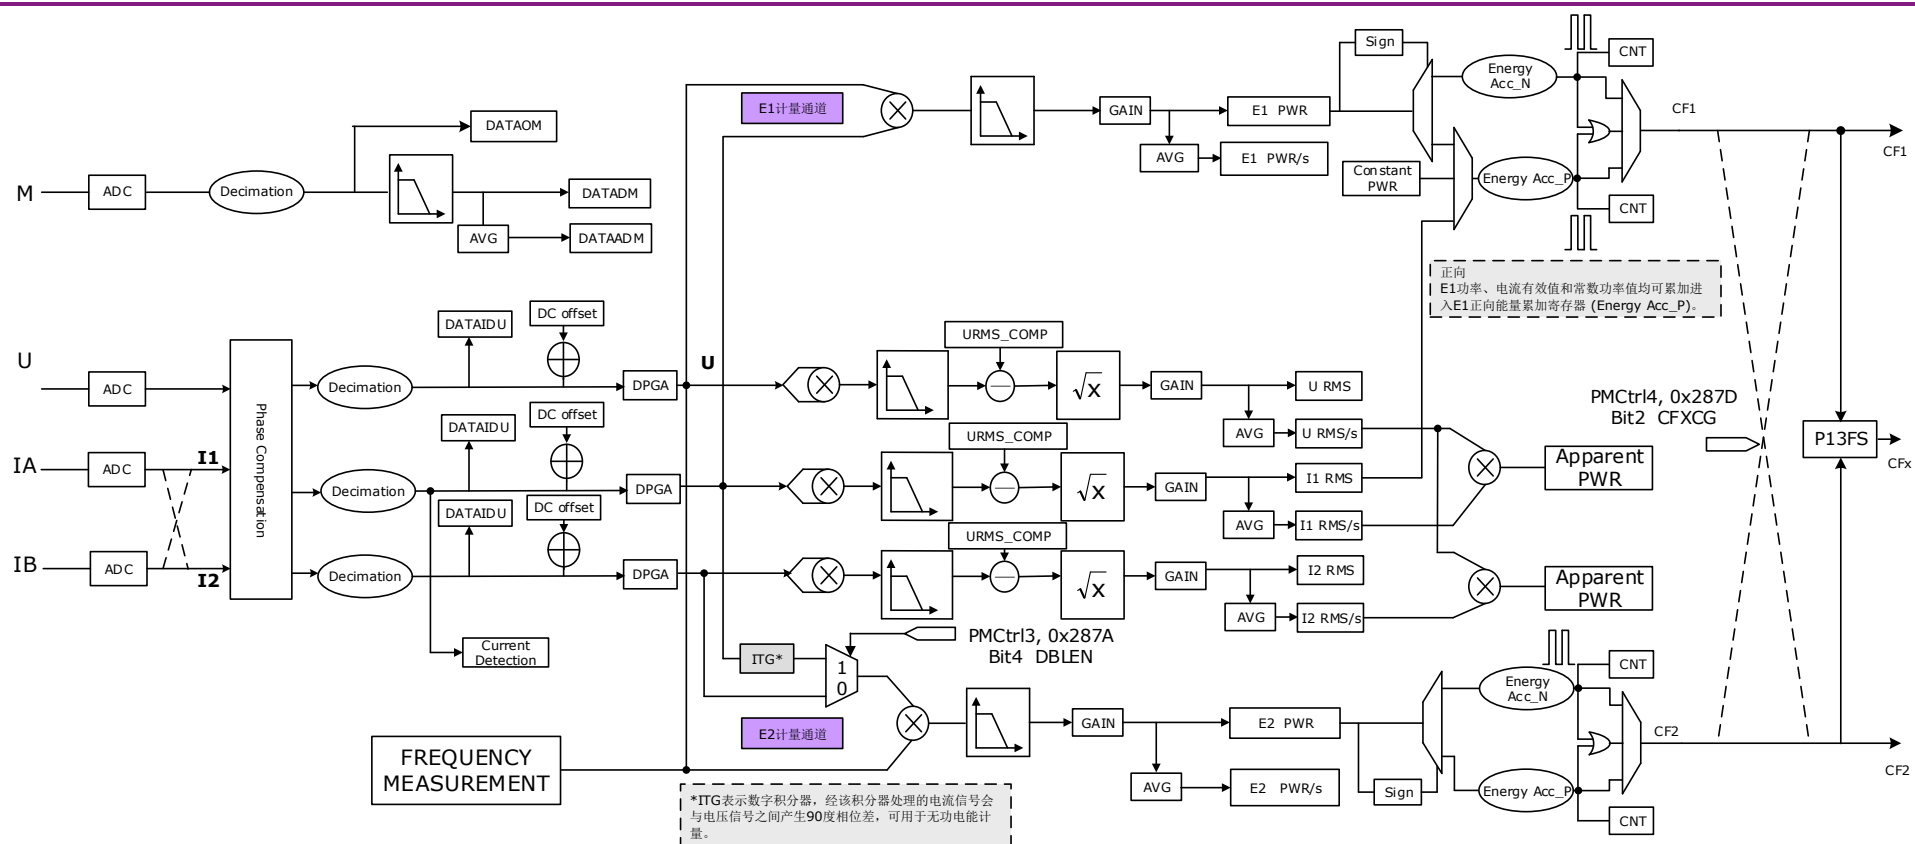 Sign
CNT
Energy
Acc_N
E1计量通道
CF1
GAIN
E1 PWR
DATAOM
CF1
AVG
E1 PWR/s
M
ADC
Decimation
Constant
PWR
Energy Acc_P
DATADM
CNT
AVG
DATAADM
正向
E1功率、电流有效值和常数功率值均可累加进
入E1正向能量累加寄存器 (Energy Acc_P)。
DC offset
DATAIDU
URMS_COMP
U
U
ADC
Decimation
DPGA
√x
GAIN
U RMS
PMCtrl4, 0x287D
Bit2 CFXCG
Phase Compensation
DC offset
DATAIDU
URMS_COMP
AVG
U RMS/s
P13FS
CFx
IA
ADC
I1
Decimation
DPGA
√x
GAIN
I1 RMS
Apparent
PWR
DC offset
DATAIDU
URMS_COMP
AVG
I1 RMS/s
IB
ADC
I2
Decimation
DPGA
√x
GAIN
I2 RMS
Apparent
PWR
AVG
I2 RMS/s
PMCtrl3, 0x287A
Bit4 DBLEN
Current
Detection
ITG*
1
0
CNT
Energy
Acc_N
E2计量通道
GAIN
E2 PWR
CF2
CF2
FREQUENCY
MEASUREMENT
AVG
E2 PWR/s
Sign
Energy Acc_P
CNT
*ITG表示数字积分器，经该积分器处理的电流信号会
与电压信号之间产生90度相位差，可用于无功电能计
量。